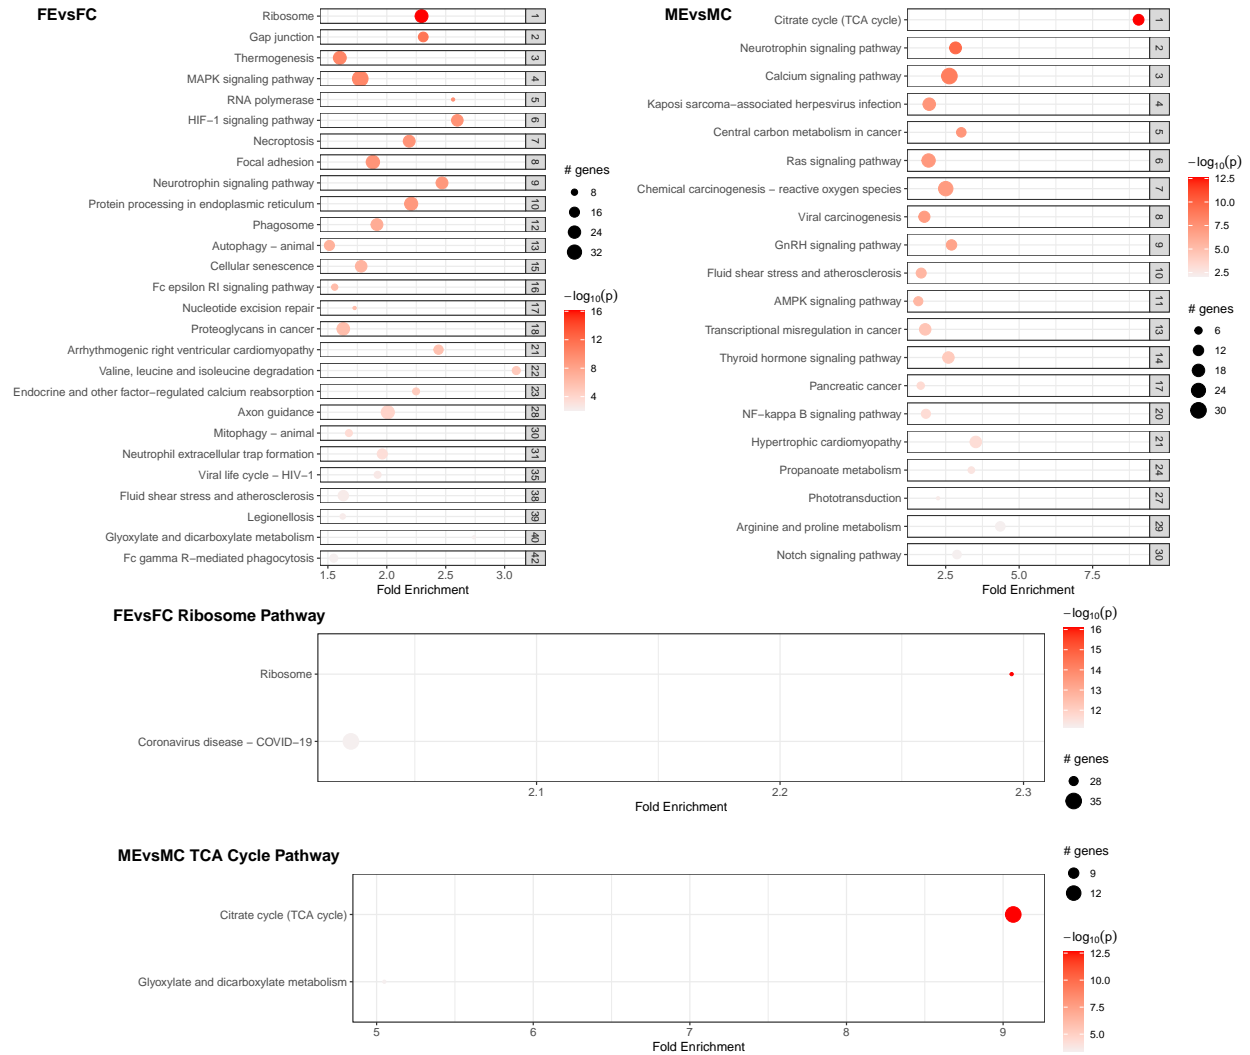 FEvsFC
Ribosome
1
Gap junction
2
Thermogenesis
3
MAPK signaling pathway
4
RNA polymerase
5
HIF−1 signaling pathway
6
Necroptosis
7
Focal adhesion
8
Neurotrophin signaling pathway
9
Protein processing in endoplasmic reticulum
10
Phagosome
12
Autophagy − animal
13
Cellular senescence
15
Fc epsilon RI signaling pathway
16
Nucleotide excision repair
17
Proteoglycans in cancer
18
Arrhythmogenic right ventricular cardiomyopathy
21
Valine, leucine and isoleucine degradation
22
Endocrine and other factor−regulated calcium reabsorption
23
Axon guidance
28
Mitophagy − animal
30
Neutrophil extracellular trap formation
31
Viral life cycle − HIV−1
35
Fluid shear stress and atherosclerosis
38
Legionellosis
39
Glyoxylate and dicarboxylate metabolism
40
Fc gamma R−mediated phagocytosis
42
1.5 2.0 2.5 3.0
Fold Enrichment
# genes
8
16
24
32
−log10(p)
16
12
8
4
MEvsMC
Citrate cycle (TCA cycle)
1
Neurotrophin signaling pathway
2
Calcium signaling pathway
3
Kaposi sarcoma−associated herpesvirus infection
4
Central carbon metabolism in cancer
5
Ras signaling pathway
6
Chemical carcinogenesis − reactive oxygen species
7
Viral carcinogenesis
8
GnRH signaling pathway
9
Fluid shear stress and atherosclerosis
10
AMPK signaling pathway
11
Transcriptional misregulation in cancer
13
Thyroid hormone signaling pathway
14
Pancreatic cancer
17
NF−kappa B signaling pathway
20
Hypertrophic cardiomyopathy
21
Propanoate metabolism
24
Phototransduction
27
Arginine and proline metabolism
29
Notch signaling pathway
30
2.5 5.0 7.5
Fold Enrichment
−log10(p)
12.5
10.0
7.5
5.0
2.5
# genes
6
12
18
24
30
FEvsFC Ribosome Pathway
Ribosome
Coronavirus disease − COVID−19
2.1 2.2 2.3
Fold Enrichment
−log10(p)
16
15
14
13
12
# genes
28
35
MEvsMC TCA Cycle Pathway
Citrate cycle (TCA cycle)
Glyoxylate and dicarboxylate metabolism
5 6 7 8 9
Fold Enrichment
# genes
9
12
−log10(p)
12.5
10.0
7.5
5.0